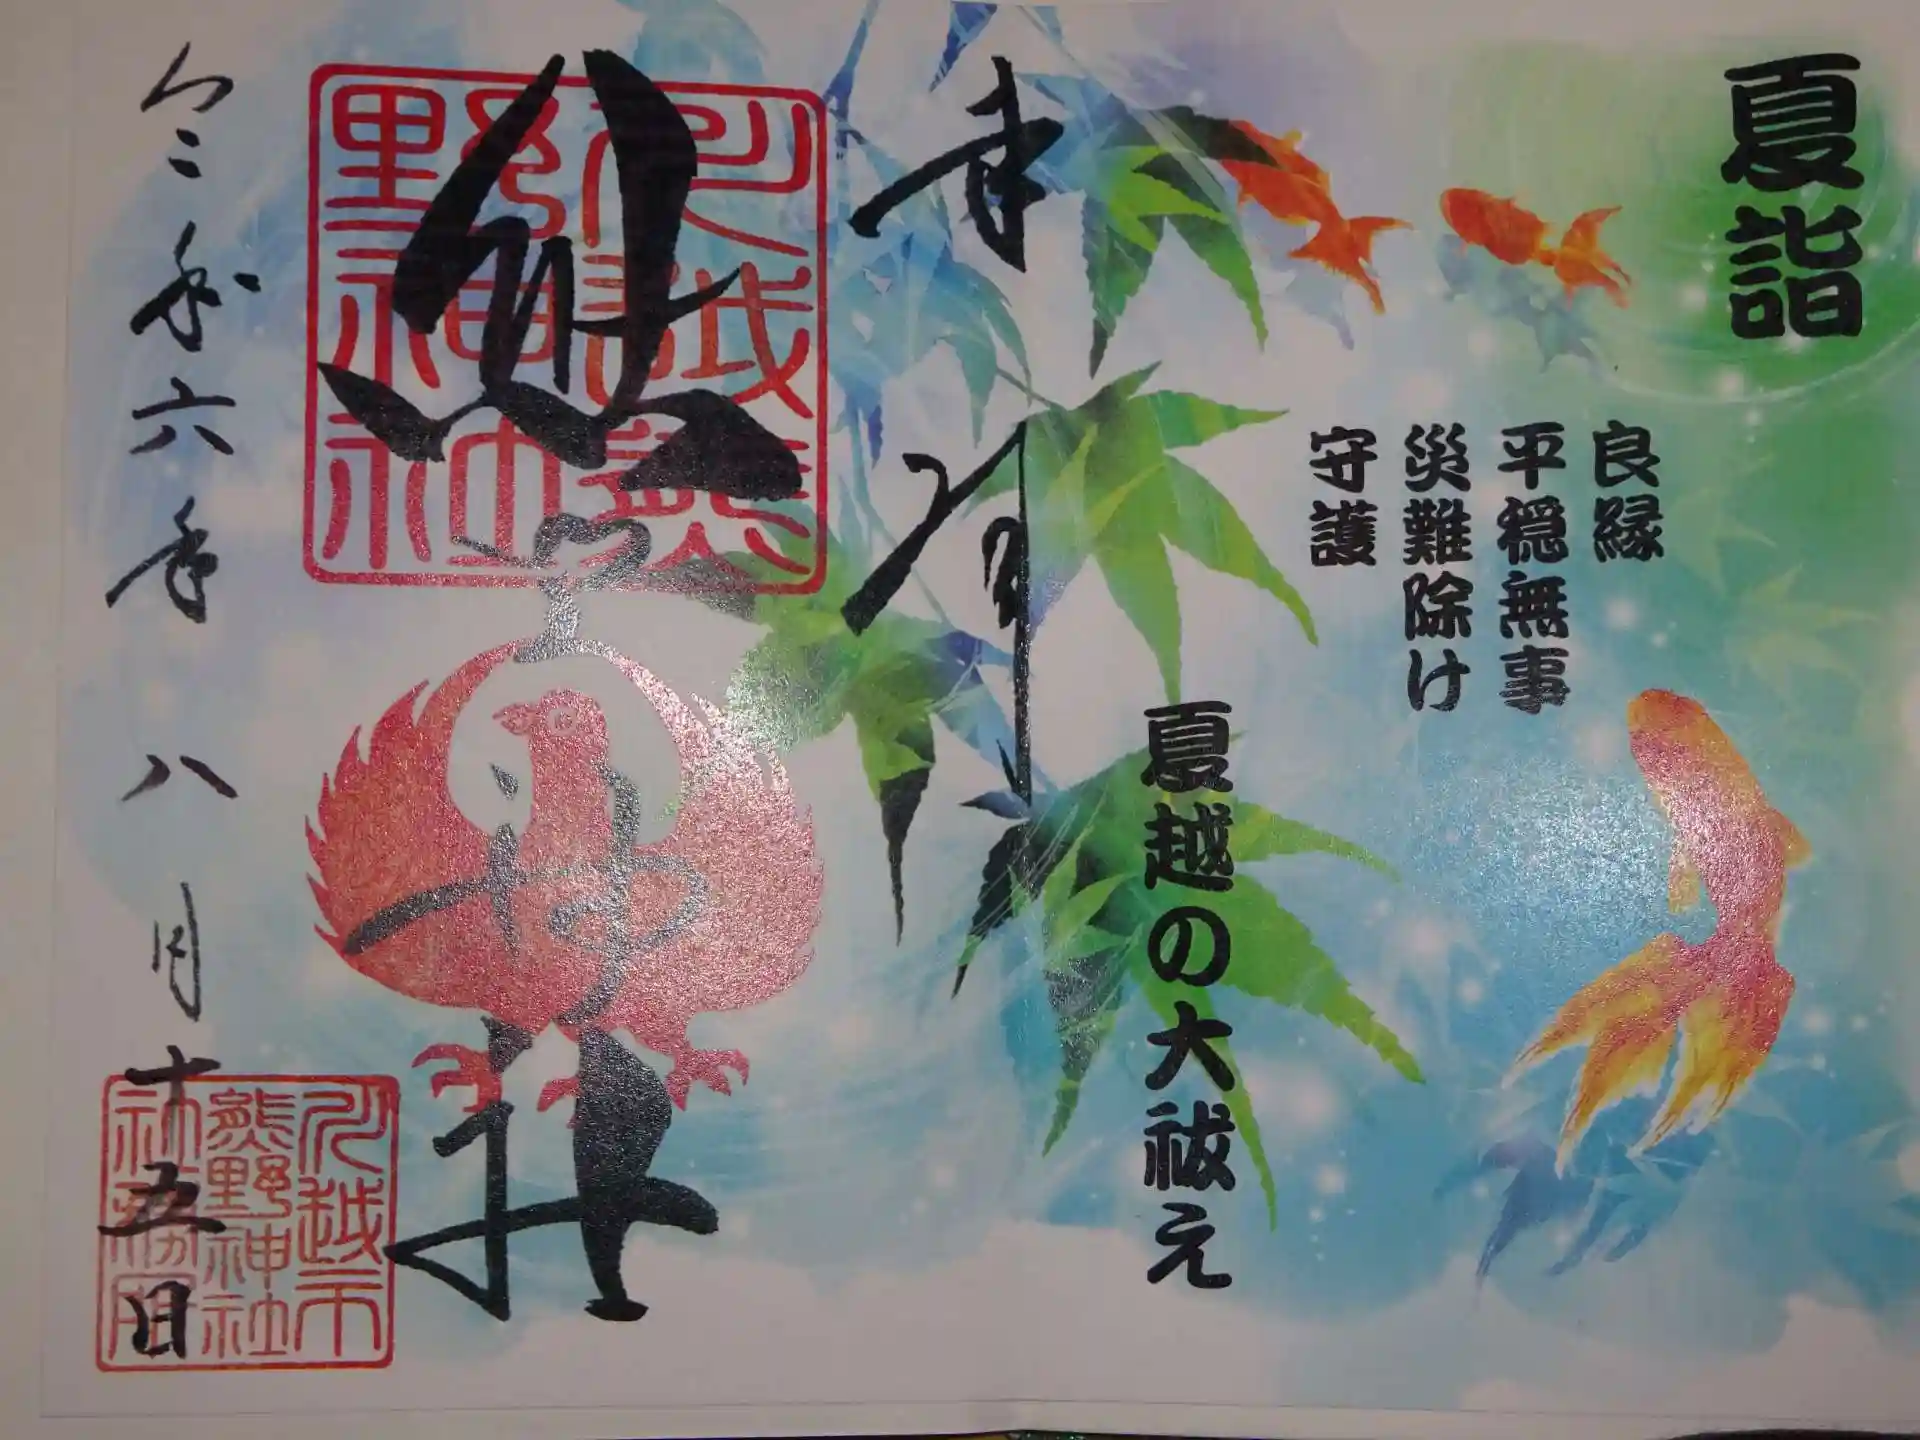 夏詣
良縁
平穏無事
災難除け
守護
夏越の大祓え
奉拝
川越熊野神社
熊野神社
令和六年八月十五日
川越市
熊野神社
社務所